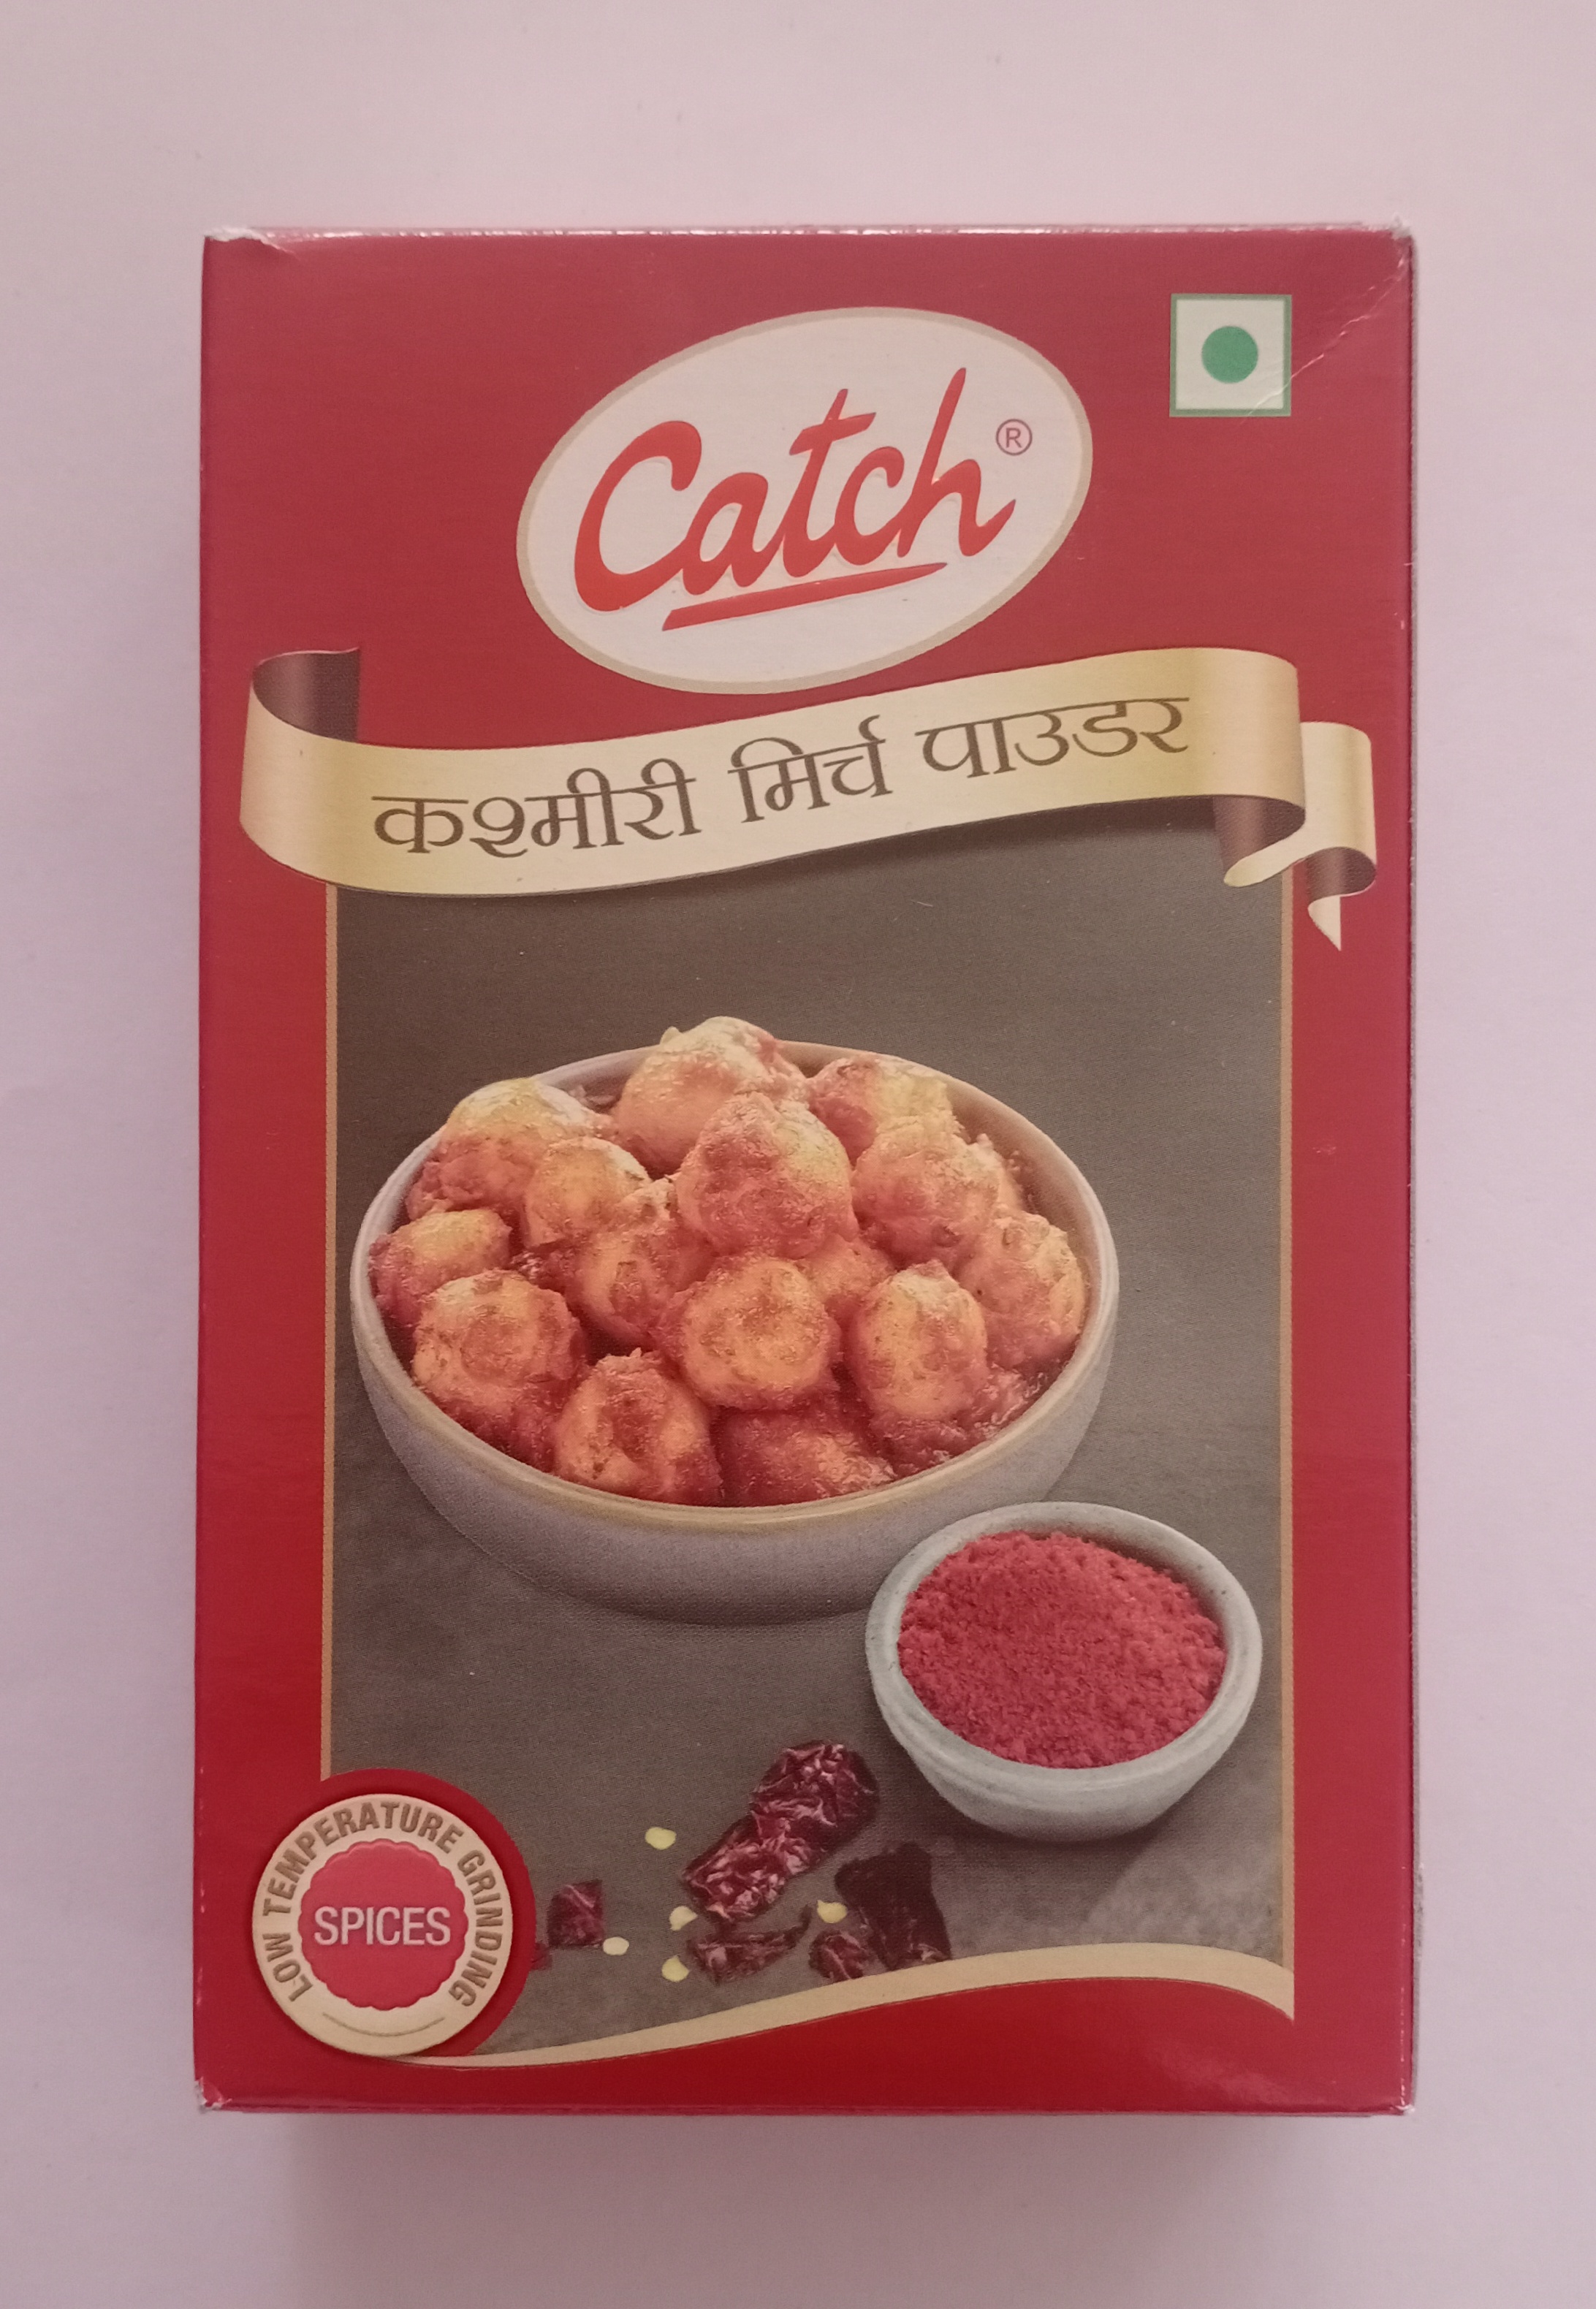 Catch®
कश्मीरी मिर्च पाउडर
LOW TEMPERATURE GRINDING
SPICES